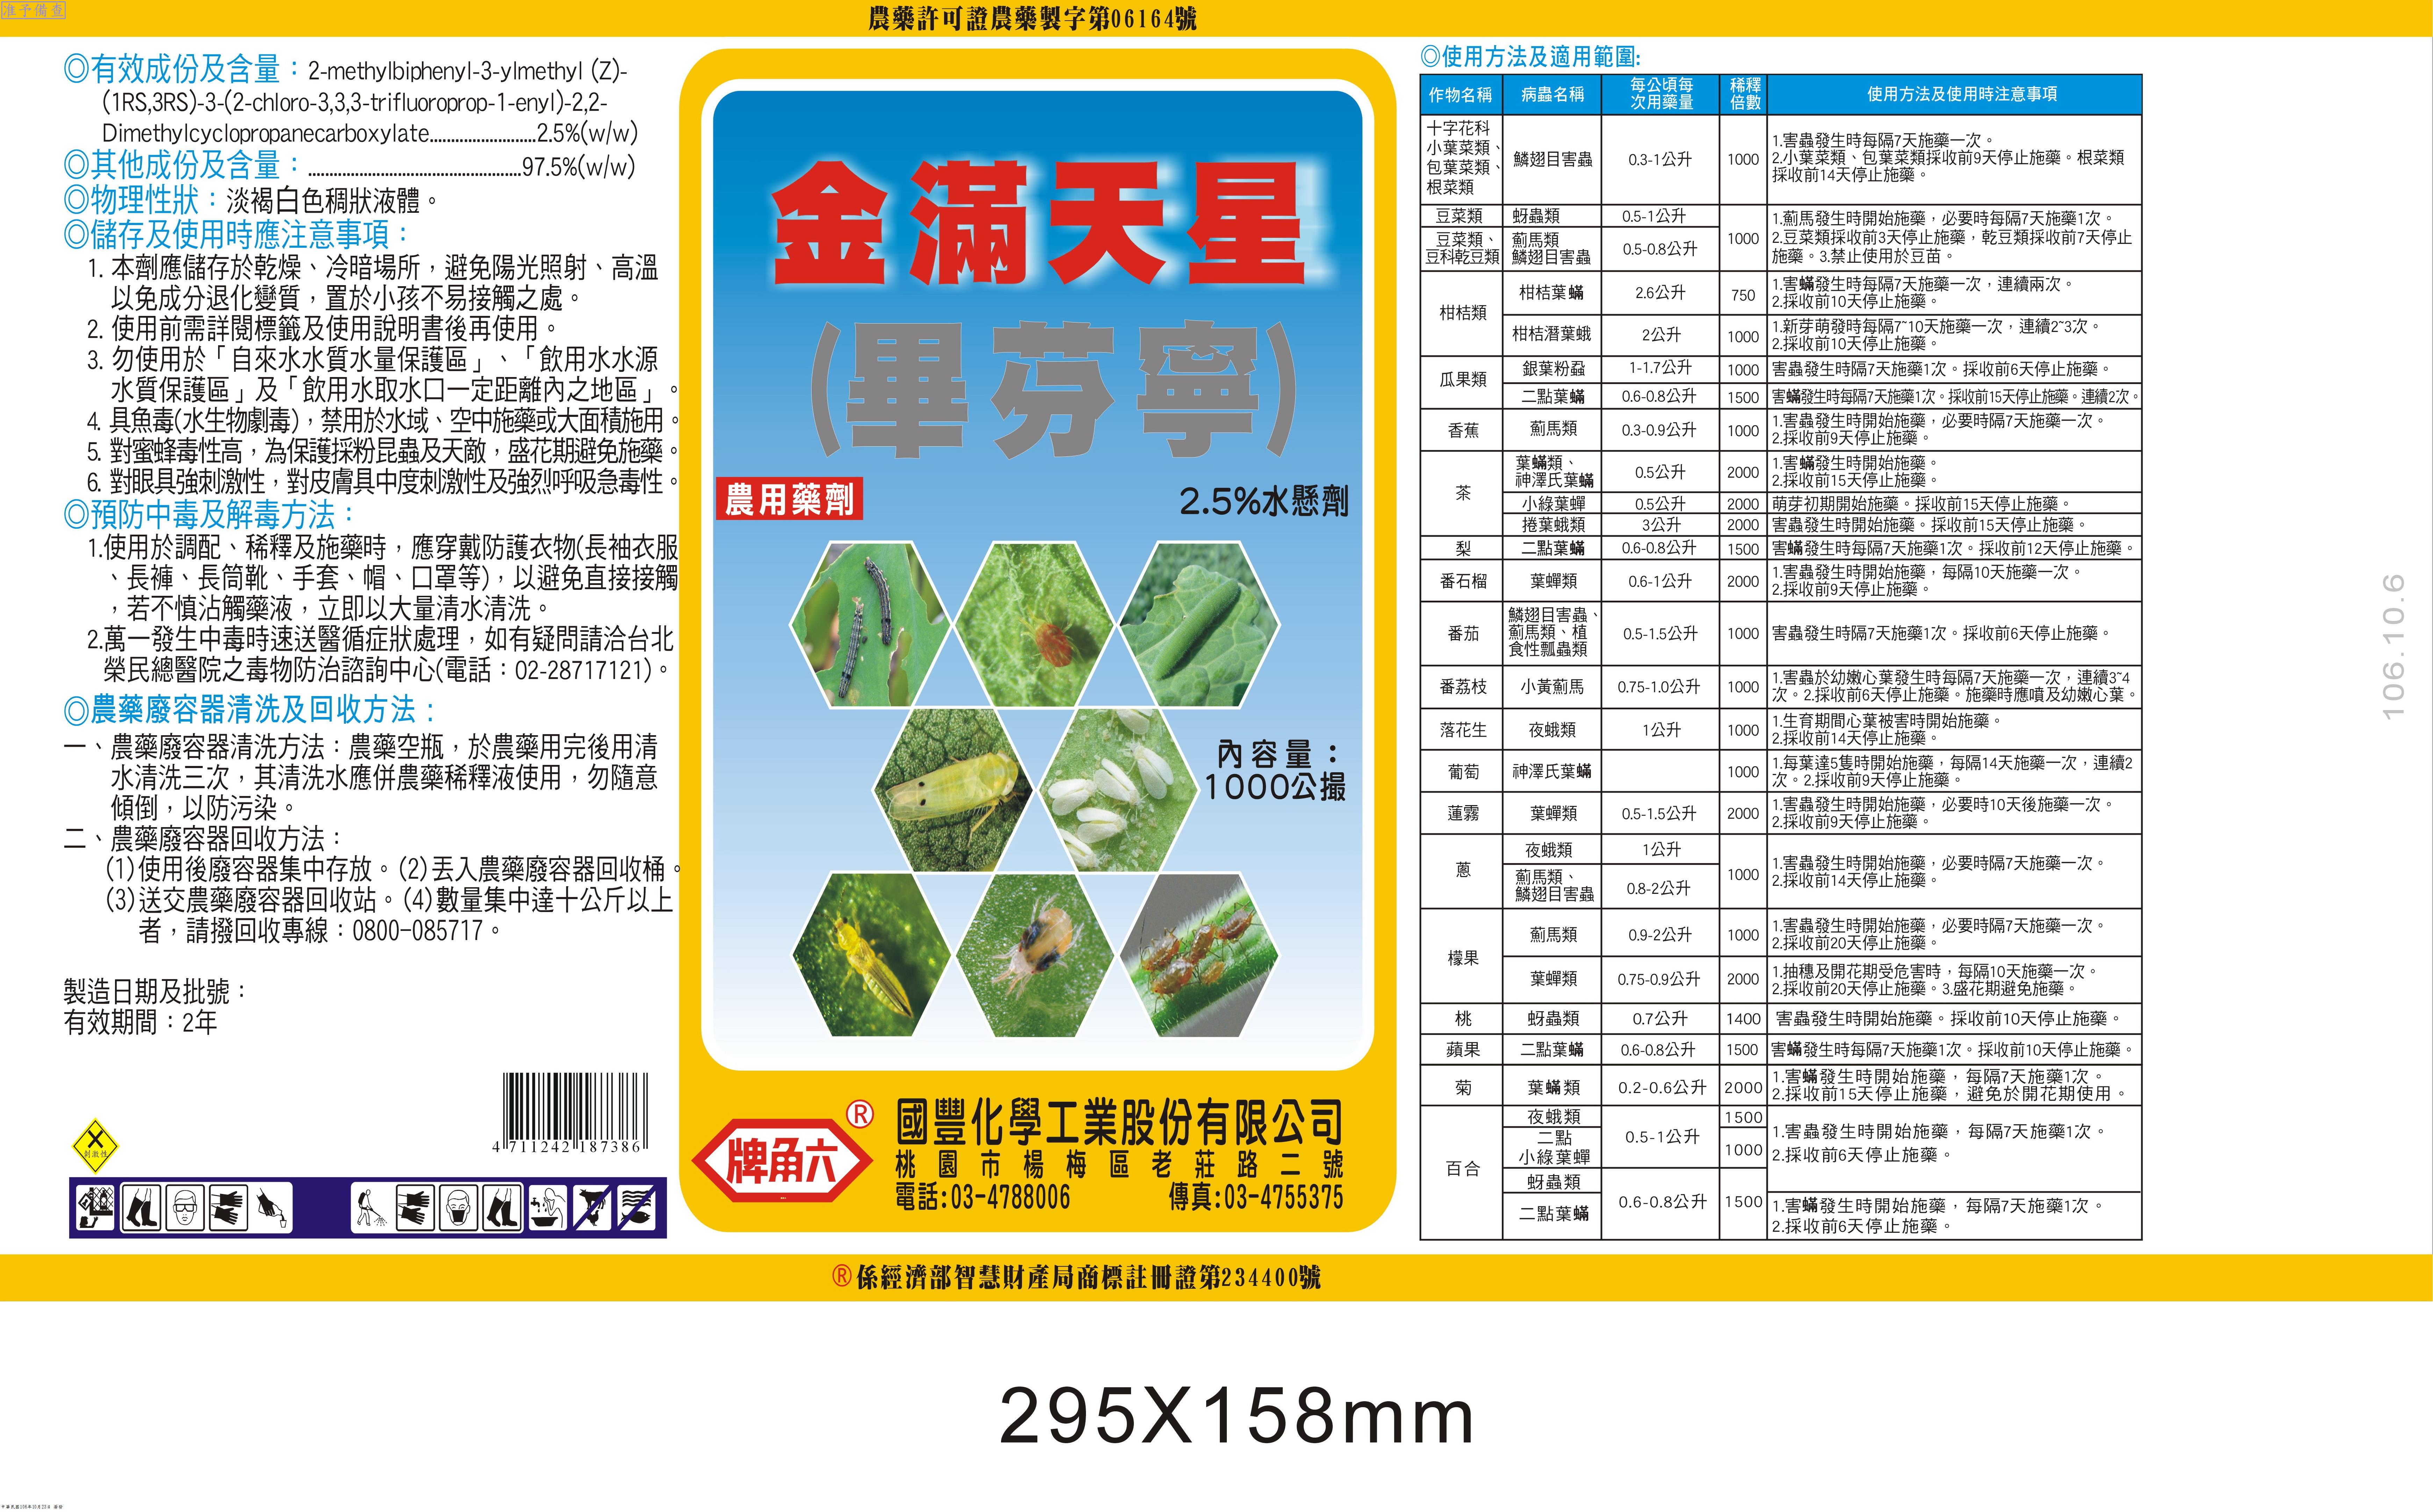 准予備查
農藥許可證農藥製字第06164號
◎有效成份及含量：2-methylbiphenyl-3-ylmethyl (Z)-
(1RS,3RS)-3-(2-chloro-3,3,3-trifluoroprop-1-enyl)-2,2-
Dimethylcyclopropanecarboxylate........................2.5%(w/w)
◎其他成份及含量：................................................97.5%(w/w)
◎物理性狀：淡褐白色稠狀液體。
◎儲存及使用時應注意事項：
1. 本劑應儲存於乾燥、冷暗場所，避免陽光照射、高溫
以免成分退化變質，置於小孩不易接觸之處。
2. 使用前需詳閱標籤及使用說明書後再使用。
3. 勿使用於「自來水水質水量保護區」、「飲用水水源
水質保護區」及「飲用水取水口一定距離內之地區」。
4. 具魚毒(水生物劇毒)，禁用於水域、空中施藥或大面積施用。
5. 對蜜蜂毒性高，為保護採粉昆蟲及天敵，盛花期避免施藥。
6. 對眼具強刺激性，對皮膚具中度刺激性及強烈呼吸急毒性。
◎預防中毒及解毒方法：
1.使用於調配、稀釋及施藥時，應穿戴防護衣物(長袖衣服
、長褲、長筒靴、手套、帽、口罩等)，以避免直接接觸
，若不慎沾觸藥液，立即以大量清水清洗。
2.萬一發生中毒時速送醫循症狀處理，如有疑問請洽台北
榮民總醫院之毒物防治諮詢中心(電話：02-28717121)。
◎農藥廢容器清洗及回收方法：
一、農藥廢容器清洗方法：農藥空瓶，於農藥用完後用清
水清洗三次，其清洗水應併農藥稀釋液使用，勿隨意
傾倒，以防污染。
二、農藥廢容器回收方法：
(1)使用後廢容器集中存放。(2)丟入農藥廢容器回收桶。
(3)送交農藥廢容器回收站。(4)數量集中達十公斤以上
者，請撥回收專線：0800-085717。
製造日期及批號：
有效期間：2年
4 711242 187386
刺激性
金滿天星
(畢芬寧)
農用藥劑
2.5%水懸劑
內容量：
1000公撮
牌角六
®
國豐化學工業股份有限公司
桃園市楊梅區老莊路二號
電話:03-4788006 傳真:03-4755375
◎使用方法及適用範圍:
作物名稱 病蟲名稱 每公頃每次用藥量 稀釋倍數 使用方法及使用時注意事項
十字花科
小葉菜類、
包葉菜類、
根菜類
鱗翅目害蟲 0.3-1公升 1000
1.害蟲發生時每隔7天施藥一次。
2.小葉菜類、包葉菜類採收前9天停止施藥。根菜類
採收前14天停止施藥。
豆菜類 蚜蟲類 0.5-1公升
豆菜類、
豆科乾豆類
薊馬類
鱗翅目害蟲
0.5-0.8公升
1000
1.薊馬發生時開始施藥，必要時每隔7天施藥1次。
2.豆菜類採收前3天停止施藥，乾豆類採收前7天停止
施藥。3.禁止使用於豆苗。
柑桔類
柑桔葉蟎 2.6公升 750
1.害蟎發生時每隔7天施藥一次，連續兩次。
2.採收前10天停止施藥。
柑桔潛葉蛾 2公升 1000
1.新芽萌發時每隔7~10天施藥一次，連續2~3次。
2.採收前10天停止施藥。
瓜果類
銀葉粉蝨 1-1.7公升 1000 害蟲發生時隔7天施藥1次。採收前6天停止施藥。
二點葉蟎 0.6-0.8公升 1500 害蟎發生時每隔7天施藥1次。採收前15天停止施藥。連續2次。
香蕉 薊馬類 0.3-0.9公升 1000
1.害蟲發生時開始施藥，必要時隔7天施藥一次。
2.採收前9天停止施藥。
茶
葉蟎類、
神澤氏葉蟎
0.5公升 2000
1.害蟎發生時開始施藥。
2.採收前15天停止施藥。
小綠葉蟬 0.5公升 2000 萌芽初期開始施藥。採收前15天停止施藥。
捲葉蛾類 3公升 2000 害蟲發生時開始施藥。採收前15天停止施藥。
梨 二點葉蟎 0.6-0.8公升 1500 害蟎發生時每隔7天施藥1次。採收前12天停止施藥。
番石榴 葉蟬類 0.6-1公升 2000
1.害蟲發生時開始施藥，每隔10天施藥一次。
2.採收前9天停止施藥。
番茄
鱗翅目害蟲、
薊馬類、植
食性瓢蟲類
0.5-1.5公升 1000 害蟲發生時隔7天施藥1次。採收前6天停止施藥。
番荔枝 小黃薊馬 0.75-1.0公升 1000
1.害蟲於幼嫩心葉發生時每隔7天施藥一次，連續3~4
次。2.採收前6天停止施藥。施藥時應噴及幼嫩心葉。
落花生 夜蛾類 1公升 1000
1.生育期間心葉被害時開始施藥。
2.採收前14天停止施藥。
葡萄 神澤氏葉蟎 1000
1.每葉達5隻時開始施藥，每隔14天施藥一次，連續2
次。2.採收前9天停止施藥。
蓮霧 葉蟬類 0.5-1.5公升 2000
1.害蟲發生時開始施藥，必要時10天後施藥一次。
2.採收前9天停止施藥。
蔥
夜蛾類 1公升
薊馬類、
鱗翅目害蟲
0.8-2公升
1000
1.害蟲發生時開始施藥，必要時隔7天施藥一次。
2.採收前14天停止施藥。
檬果
薊馬類 0.9-2公升 1000
1.害蟲發生時開始施藥，必要時隔7天施藥一次。
2.採收前20天停止施藥。
葉蟬類 0.75-0.9公升 2000
1.抽穗及開花期受危害時，每隔10天施藥一次。
2.採收前20天停止施藥。3.盛花期避免施藥。
桃 蚜蟲類 0.7公升 1400 害蟲發生時開始施藥。採收前10天停止施藥。
蘋果 二點葉蟎 0.6-0.8公升 1500 害蟎發生時每隔7天施藥1次。採收前10天停止施藥。
菊 葉蟎類 0.2-0.6公升 2000
1.害蟎發生時開始施藥，每隔7天施藥1次。
2.採收前15天停止施藥，避免於開花期使用。
百合
夜蛾類 1500
二點
小綠葉蟬
0.5-1公升 1000
1.害蟲發生時開始施藥，每隔7天施藥1次。
2.採收前6天停止施藥。
蚜蟲類
二點葉蟎
0.6-0.8公升 1500
1.害蟎發生時開始施藥，每隔7天施藥1次。
2.採收前6天停止施藥。
106.10.6
®係經濟部智慧財產局商標註冊證第234400號
295X158mm